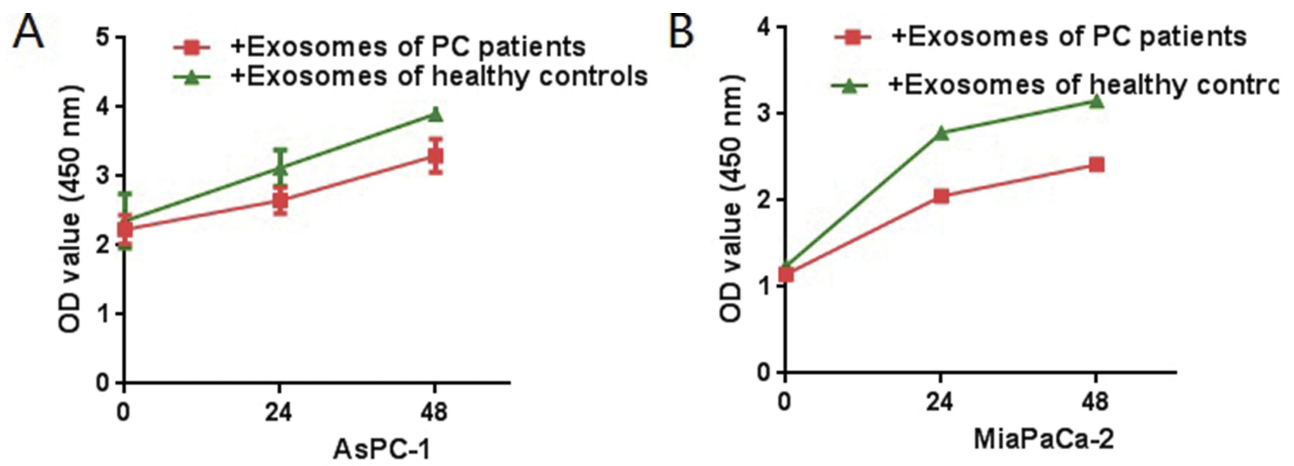 A
+Exosomes of PC patients
+Exosomes of healthy controls
OD value (450 nm)
5
4
3
2
1
0
0 24 48
AsPC-1
B
+Exosomes of PC patients
+Exosomes of healthy contro
OD value (450 nm)
4
3
2
1
0
0 24 48
MiaPaCa-2